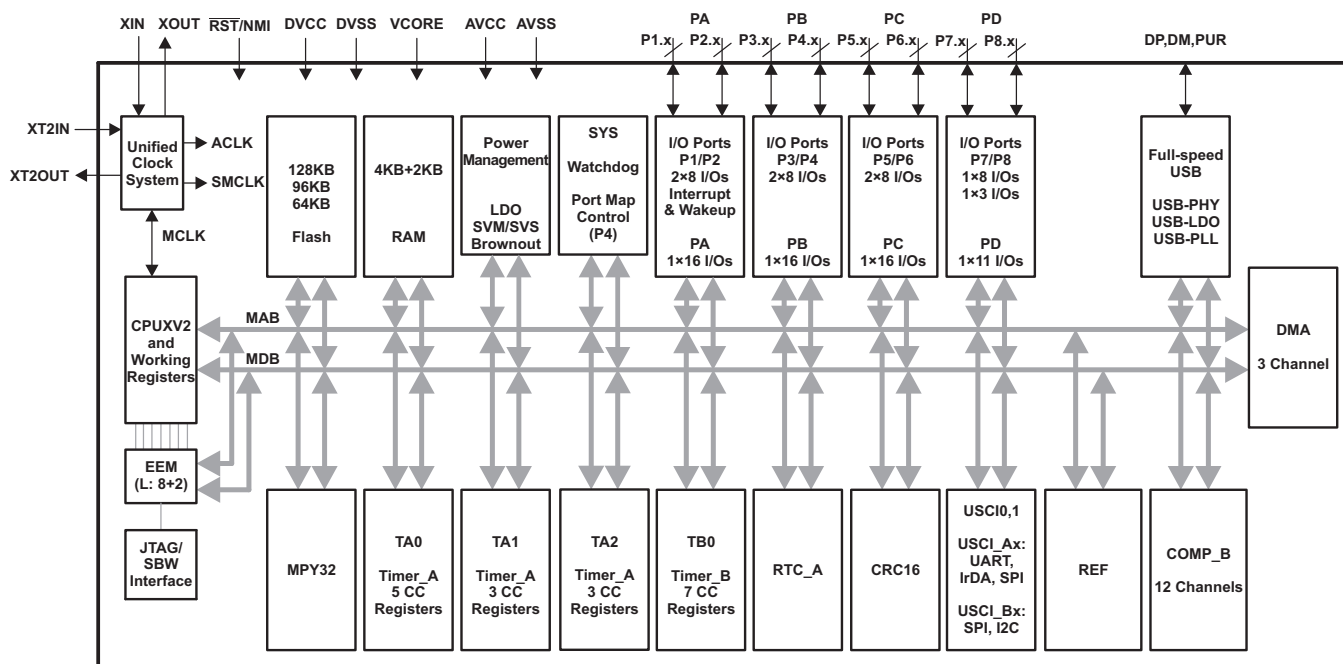 XIN
XOUT
RST/NMI
DVCC
DVSS
VCORE
AVCC
AVSS
PA
P1.x
P2.x
PB
P3.x
P4.x
PC
P5.x
P6.x
PD
P7.x
P8.x
DP,DM,PUR
XT2IN
XT2OUT
Unified
Clock
System
ACLK
SMCLK
MCLK
128KB
96KB
64KB
Flash
4KB+2KB
RAM
Power
Management
LDO
SVM/SVS
Brownout
SYS
Watchdog
Port Map
Control
(P4)
I/O Ports
P1/P2
2×8 I/Os
Interrupt
& Wakeup
PA
1×16 I/Os
I/O Ports
P3/P4
2×8 I/Os
PB
1×16 I/Os
I/O Ports
P5/P6
2×8 I/Os
PC
1×16 I/Os
I/O Ports
P7/P8
1×8 I/Os
1×3 I/Os
PD
1×11 I/Os
Full-speed
USB
USB-PHY
USB-LDO
USB-PLL
CPUXV2
and
Working
Registers
MAB
MDB
DMA
3 Channel
EEM
(L: 8+2)
JTAG/
SBW
Interface
MPY32
TA0
Timer_A
5 CC
Registers
TA1
Timer_A
3 CC
Registers
TA2
Timer_A
3 CC
Registers
TB0
Timer_B
7 CC
Registers
RTC_A
CRC16
USCI0,1
USCI_Ax:
UART,
IrDA, SPI
USCI_Bx:
SPI, I2C
REF
COMP_B
12 Channels